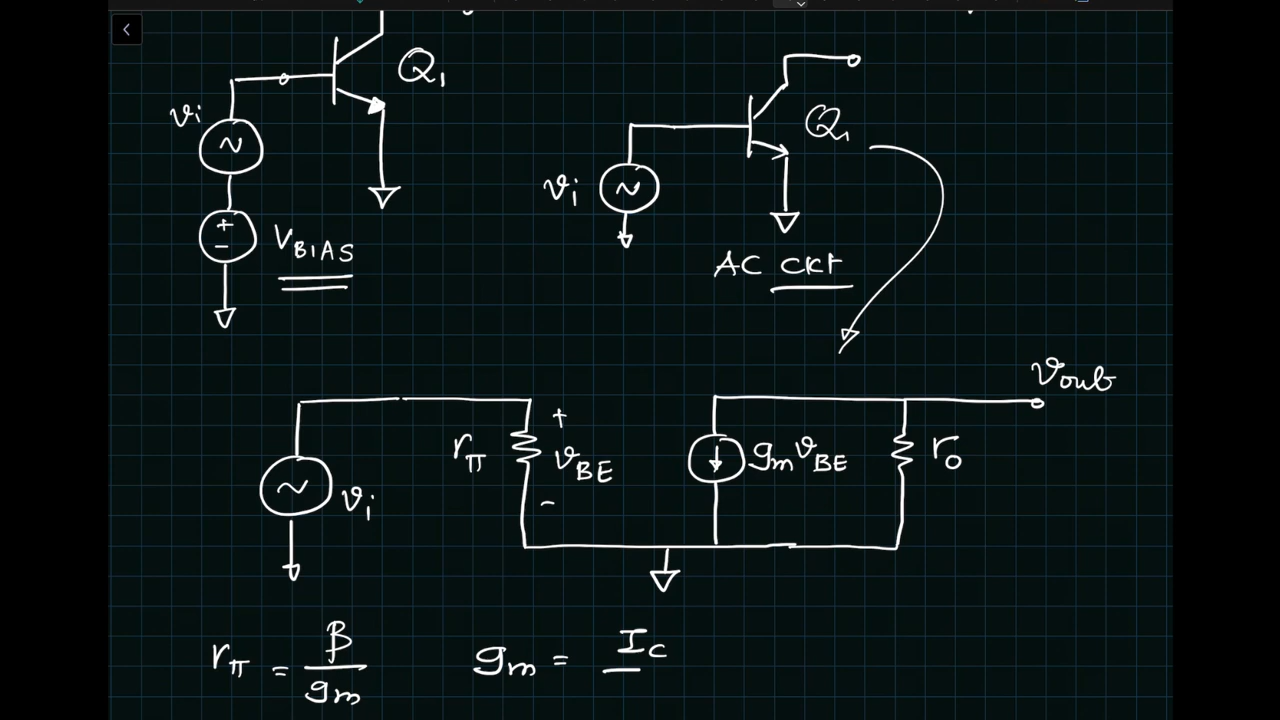 Q₁
vi
+
−
VBIAS
Q₁
vi
AC CKT
vout
+
rπ
vBE
−
gmvBE
ro
vi
rπ = β/gm
gm = IC